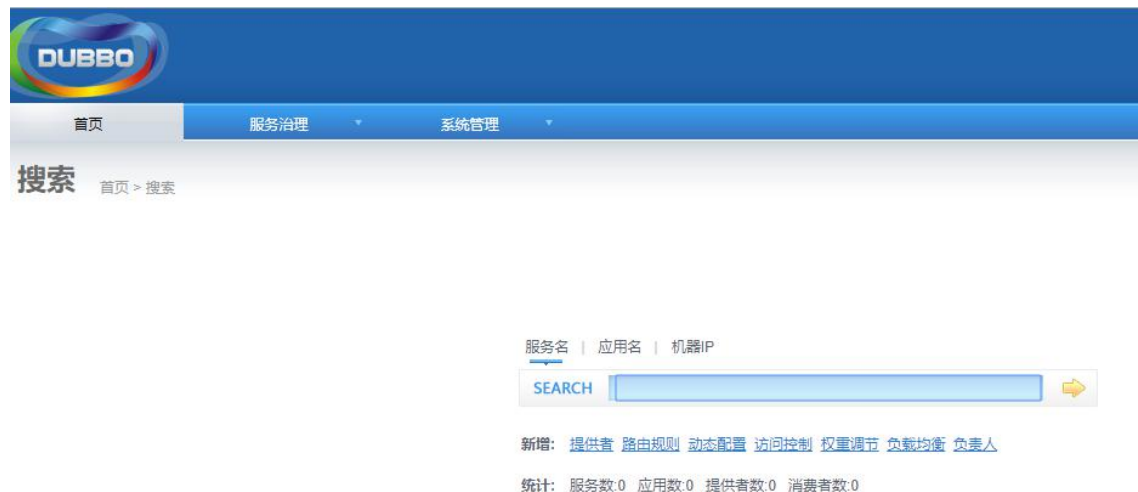 DUBBO
首页 服务治理 系统管理
搜索 首页 > 搜索
服务名 | 应用名 | 机器IP
SEARCH
新增: 提供者 路由规则 动态配置 访问控制 权重调节 负载均衡 负责人
统计: 服务数:0 应用数:0 提供者数:0 消费者数:0